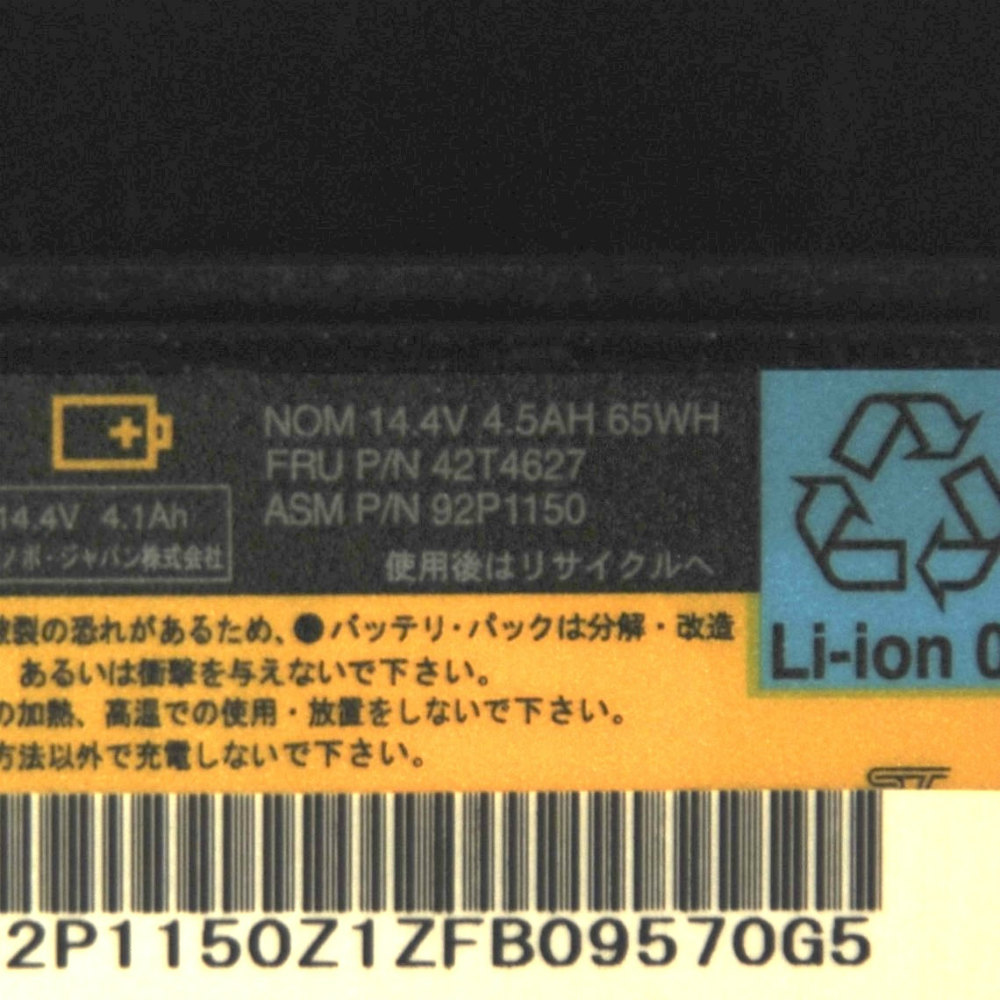 NOM 14.4V 4.5AH 65WH
FRU P/N 42T4627
ASM P/N 92P1150
14.4V 4.1Ah
ノボ・ジャパン株式会社
使用後はリサイクルへ
破裂の恐れがあるため、●バッテリ・パックは分解・改造
あるいは衝撃を与えないで下さい。
の加熱、高温での使用・放置をしないで下さい。
方法以外で充電しないで下さい。
Li-ion 0
2P1150Z1ZFB09570G5